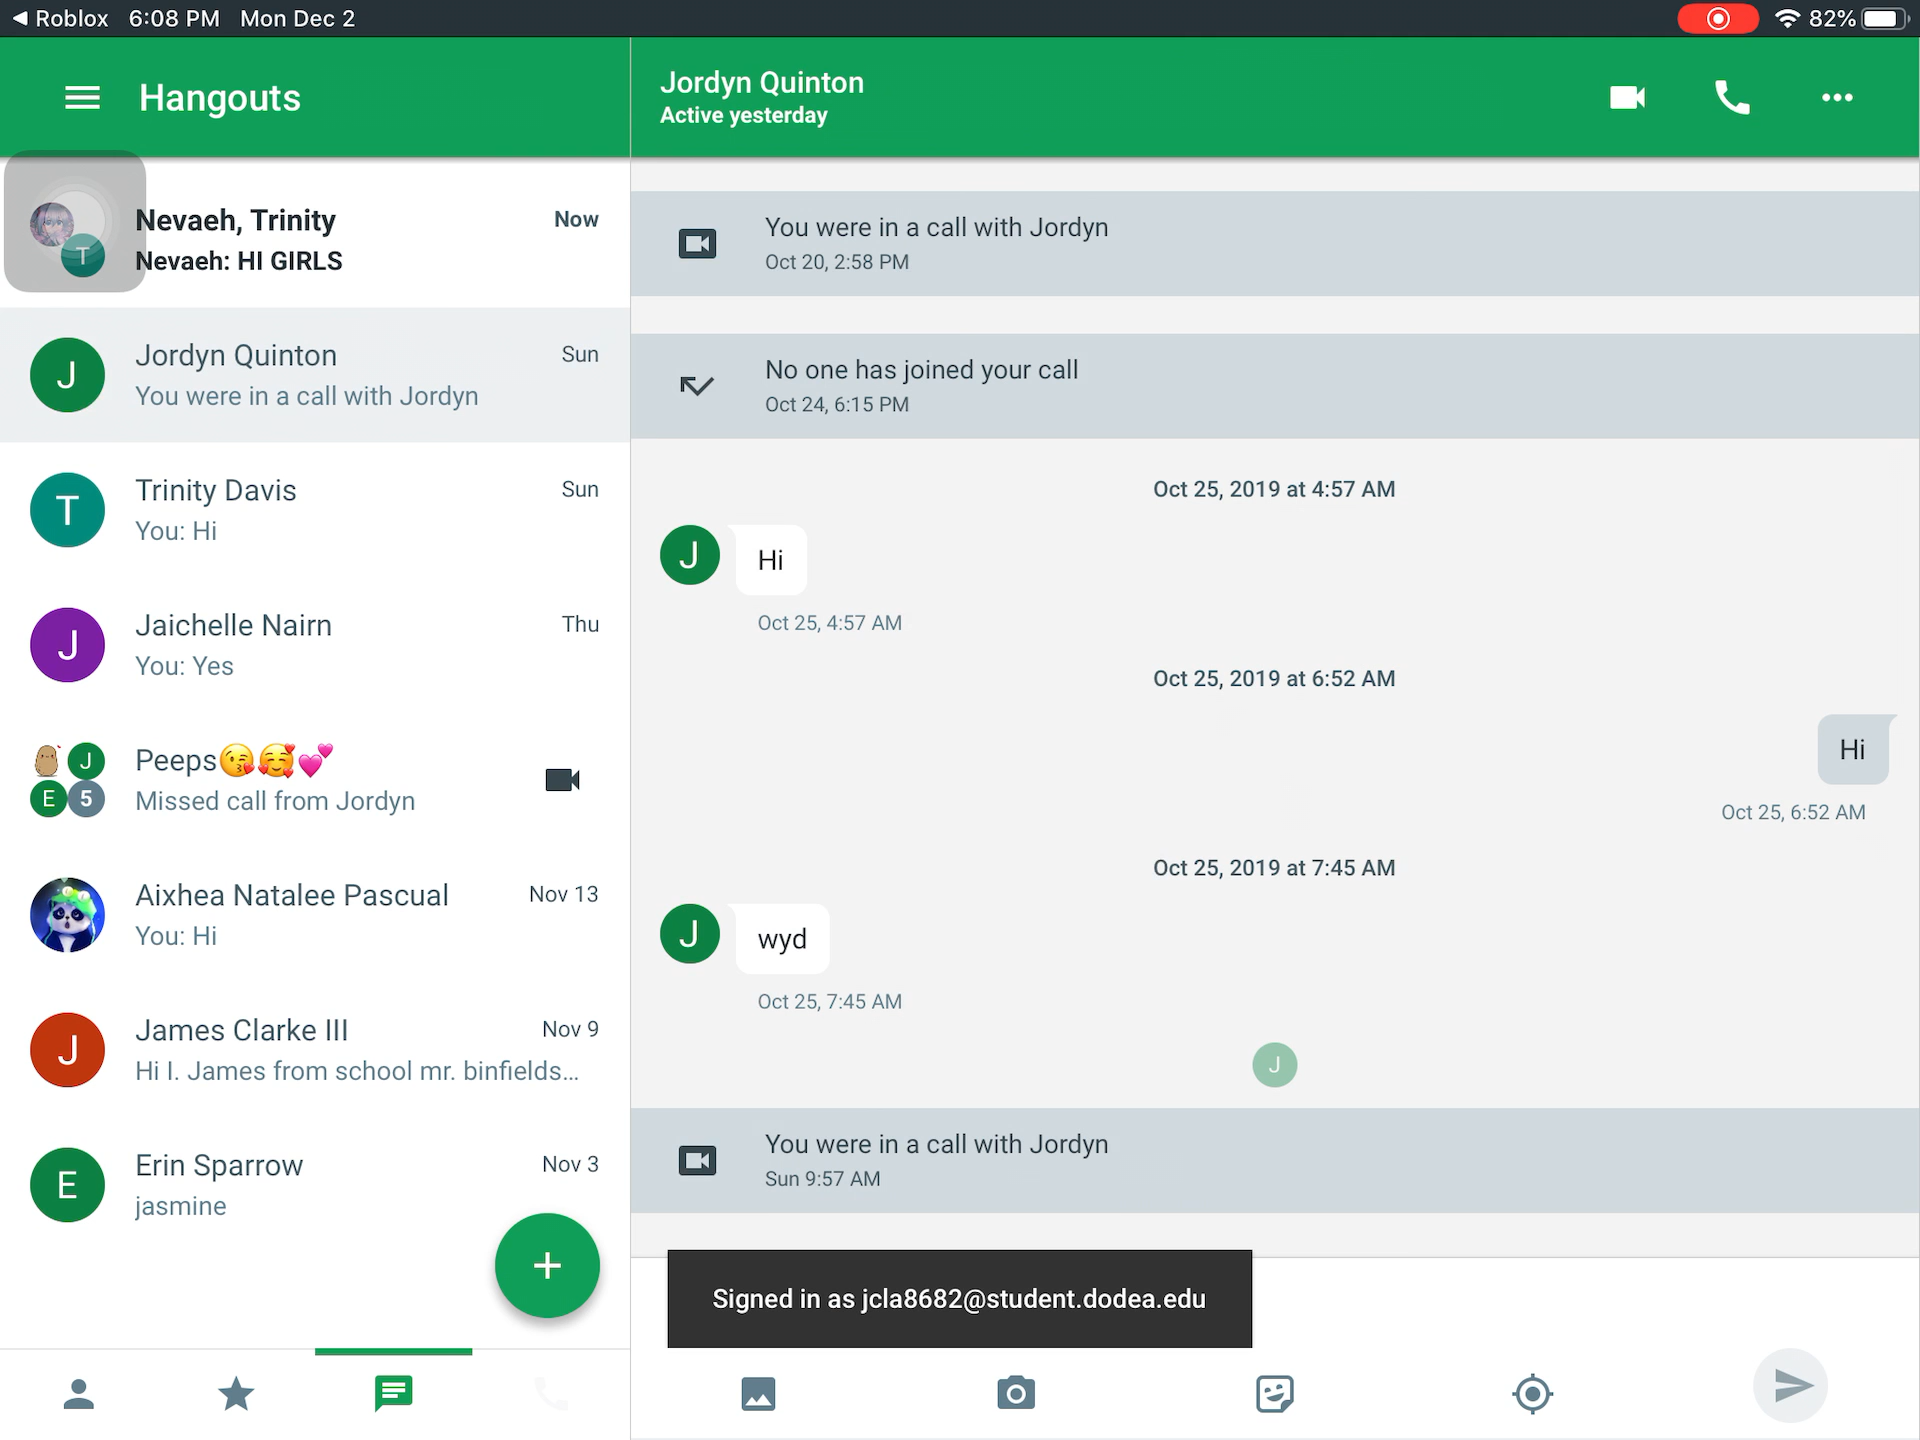 Roblox 6:08 PM Mon Dec 2
82%
Hangouts
Nevaeh, Trinity Now
Nevaeh: HI GIRLS
T
J
Jordyn Quinton Sun
You were in a call with Jordyn
T
Trinity Davis Sun
You: Hi
J
Jaichelle Nairn Thu
You: Yes
J
E 5
Peeps😘🥰💕
Missed call from Jordyn
Aixhea Natalee Pascual Nov 13
You: Hi
J
James Clarke III Nov 9
Hi I. James from school mr. binfields...
E
Erin Sparrow Nov 3
jasmine
Jordyn Quinton
Active yesterday
You were in a call with Jordyn
Oct 20, 2:58 PM
No one has joined your call
Oct 24, 6:15 PM
Oct 25, 2019 at 4:57 AM
J
Hi
Oct 25, 4:57 AM
Oct 25, 2019 at 6:52 AM
Hi
Oct 25, 6:52 AM
Oct 25, 2019 at 7:45 AM
J
wyd
Oct 25, 7:45 AM
J
You were in a call with Jordyn
Sun 9:57 AM
Signed in as jcla8682@student.dodea.edu